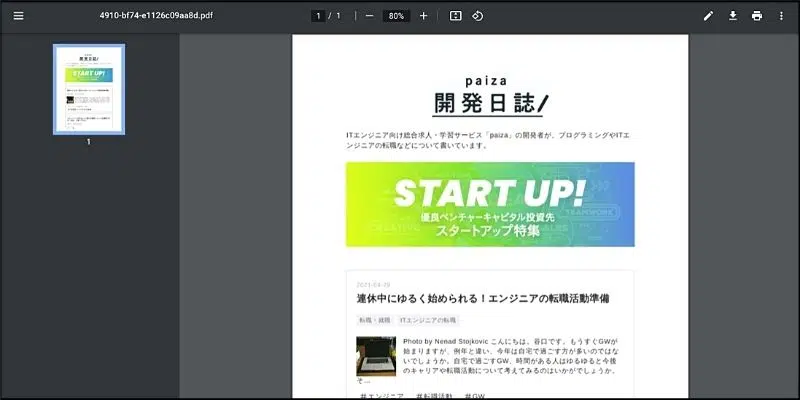 4910-bf74-e1126c09aa8d.pdf
1 / 1
80%
1
paiza
開発日誌/
ITエンジニア向け総合求人・学習サービス「paiza」の開発者が、プログラミングやITエ
ンジニアの転職などについて書いています。
START UP!
優良ベンチャーキャピタル投資先
スタートアップ特集
TEAMWORK
2021-04-29
連休中にゆるく始められる！エンジニアの転職活動準備
転職・就職 ITエンジニアの転職
Photo by Nenad Stojkovic こんにちは。谷口です。もうすぐGWが
始まりますが、例年と違い、今年は自宅で過ごす方が多いのではな
いでしょうか。自宅で過ごすGW、時間がある人はゆるゆると今後
のキャリアや転職活動について考えてみるのはいかがでしょうか。
そ…
#エンジニア #転職活動 #GW